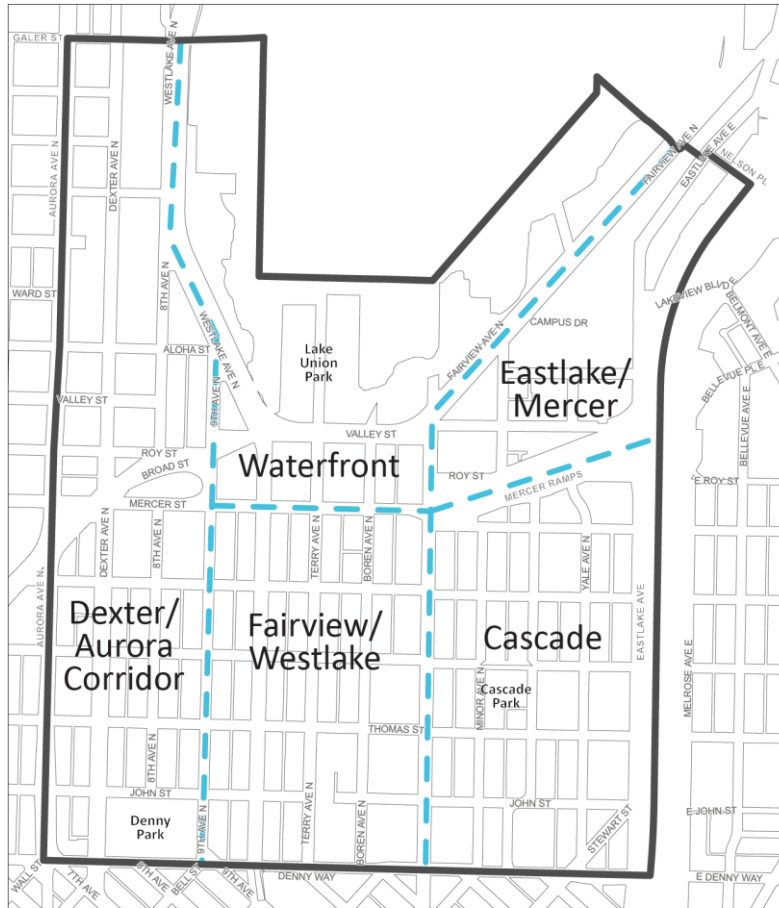 GALER ST
WESTLAKE AVE N
AURORA AVE N
DEXTER AVE N
FAIRVIEW AVE N
EASTLAKE AVE E
NELSON PL
WARD ST
8TH AVE N
LAKEVIEW BLVD E
BELMONT AVE E
CAMPUS DR
WESTLAKE AVE N
ALOHA ST
Lake
Union
Park
FAIRVIEW AVE N
Eastlake/
Mercer
BELLEVUE PL E
BELLEVUE AVE E
VALLEY ST
9TH AVE N
VALLEY ST
ROY ST
BROAD ST
Waterfront
ROY ST
MERCER RAMPS
E ROY ST
MERCER ST
DEXTER AVE N
8TH AVE N
TERRY AVE N
BOREN AVE N
YALE AVE N
AURORA AVE N
EASTLAKE AVE
Dexter/
Aurora
Corridor
Fairview/
Westlake
Cascade
MELROSE AVE E
MINOR AVE N
Cascade
Park
THOMAS ST
8TH AVE N
JOHN ST
JOHN ST
E JOHN ST
Denny
Park
9TH AVE N
TERRY AVE N
BOREN AVE N
STEWART ST
WALL ST
7TH AVE
8TH AVE
BELL ST
9TH AVE
DENNY WAY
E DENNY WAY